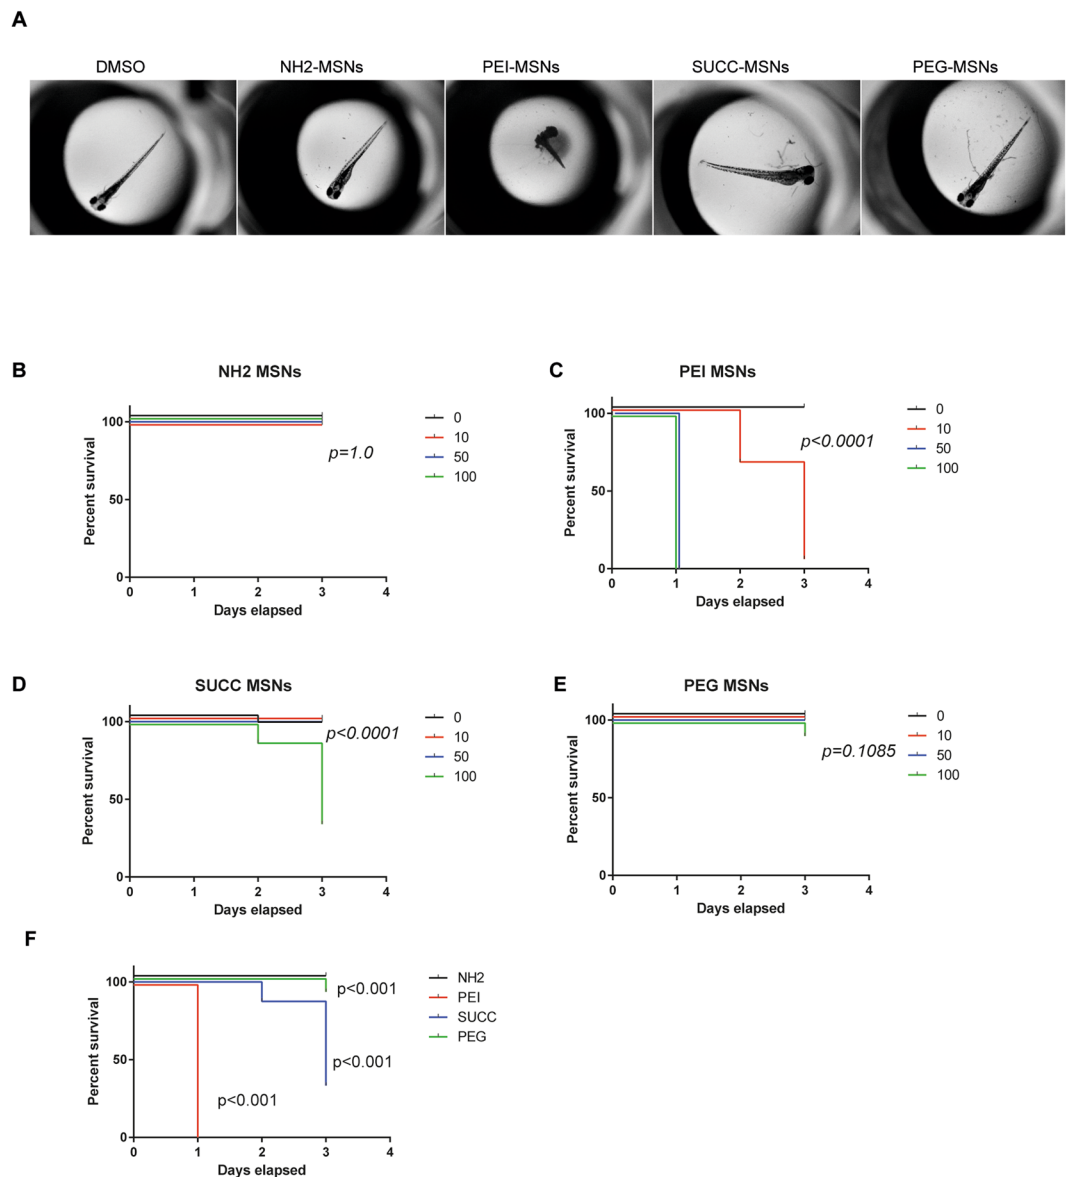 A
DMSO NH2-MSNs PEI-MSNs SUCC-MSNs PEG-MSNs
B
NH2 MSNs
Percent survival
100
50
0
0 1 2 3 4
Days elapsed
p=1.0
0
10
50
100
C
PEI MSNs
Percent survival
100
50
0
0 1 2 3 4
Days elapsed
p<0.0001
0
10
50
100
D
SUCC MSNs
Percent survival
100
50
0
0 1 2 3 4
Days elapsed
p<0.0001
0
10
50
100
E
PEG MSNs
Percent survival
100
50
0
0 1 2 3 4
Days elapsed
p=0.1085
0
10
50
100
F
Percent survival
100
50
0
0 1 2 3 4
Days elapsed
p<0.001
p<0.001
p<0.001
NH2
PEI
SUCC
PEG